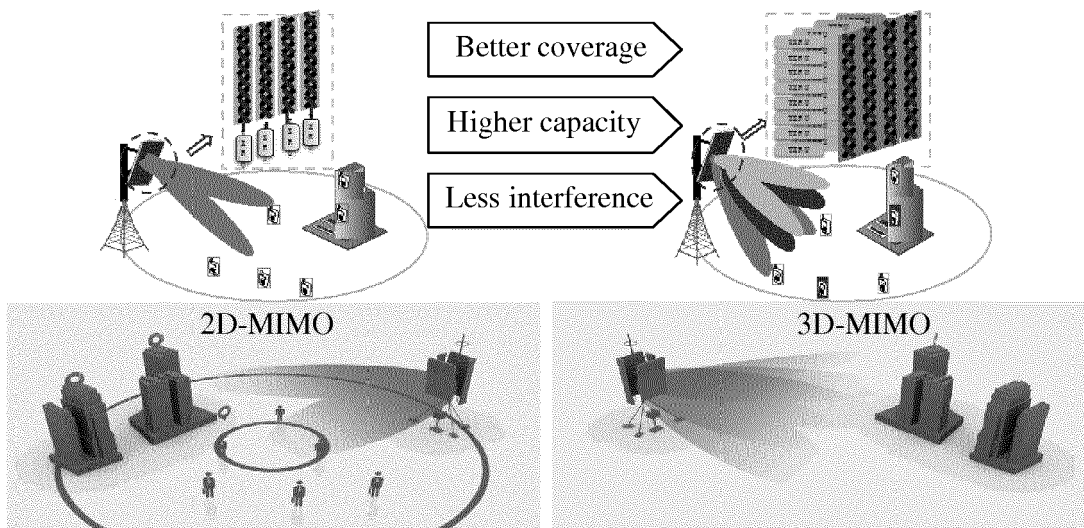 Better coverage
Higher capacity
Less interference
2D-MIMO
3D-MIMO